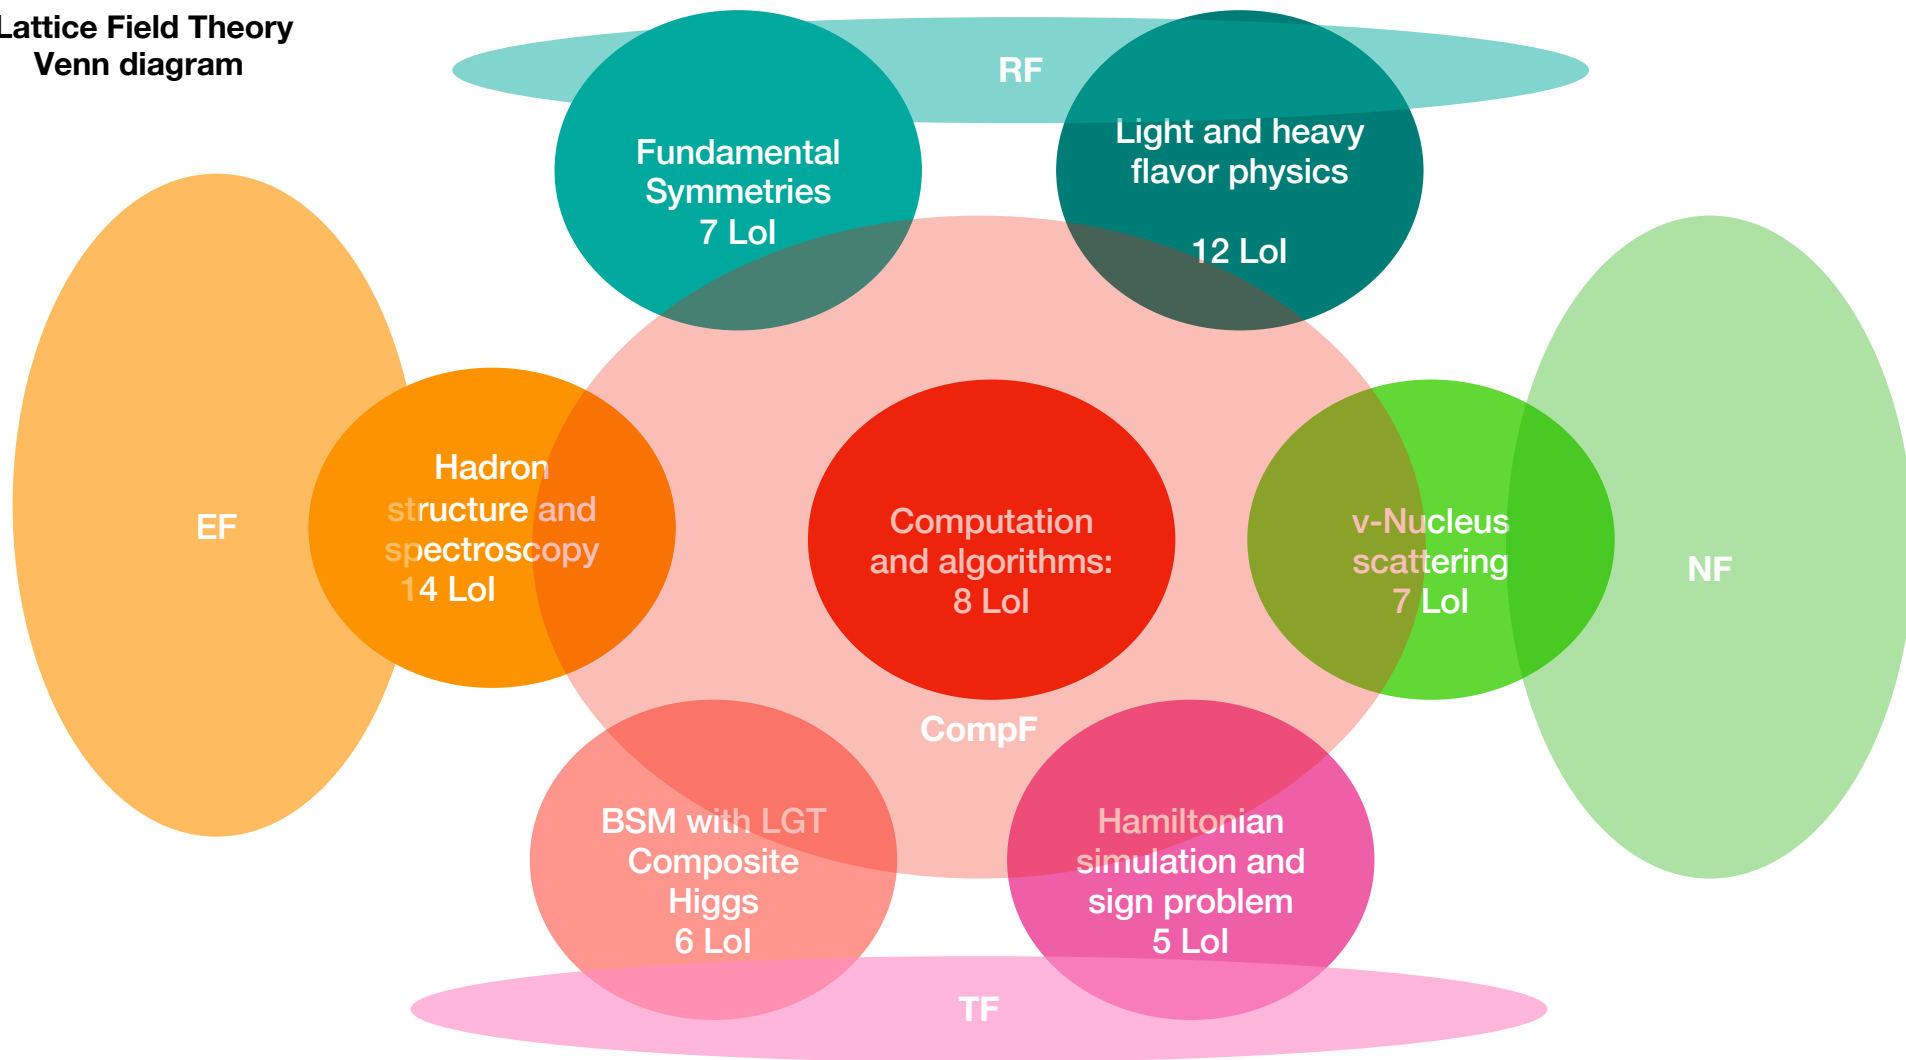 Lattice Field Theory
Venn diagram
RF
Fundamental
Symmetries
7 LoI
Light and heavy
flavor physics
12 LoI
EF
Hadron
structure and
spectroscopy
14 LoI
Computation
and algorithms:
8 LoI
v-Nucleus
scattering
7 LoI
NF
CompF
BSM with LGT
Composite
Higgs
6 LoI
Hamiltonian
simulation and
sign problem
5 LoI
TF